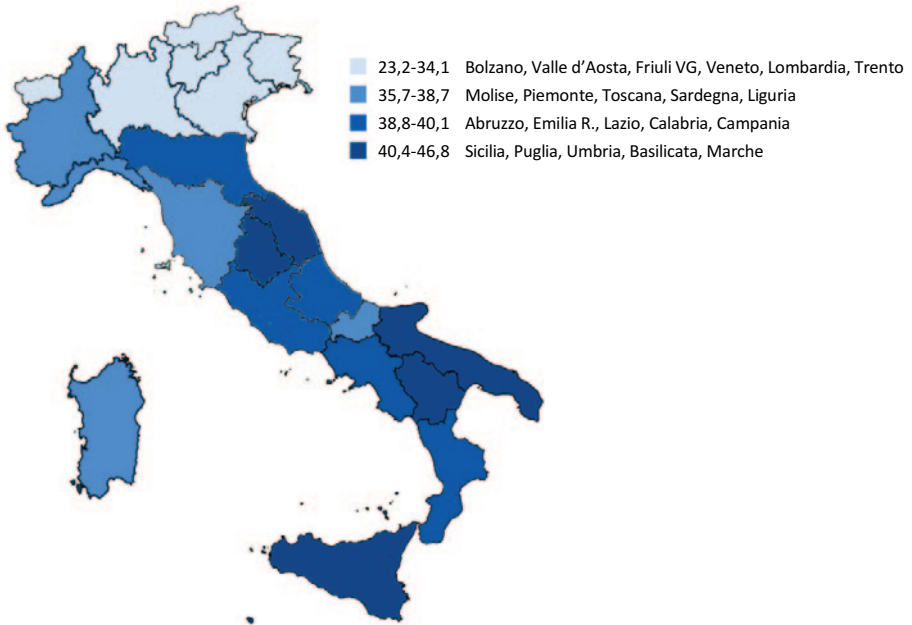 23,2-34,1 Bolzano, Valle d’Aosta, Friuli VG, Veneto, Lombardia, Trento
35,7-38,7 Molise, Piemonte, Toscana, Sardegna, Liguria
38,8-40,1 Abruzzo, Emilia R., Lazio, Calabria, Campania
40,4-46,8 Sicilia, Puglia, Umbria, Basilicata, Marche